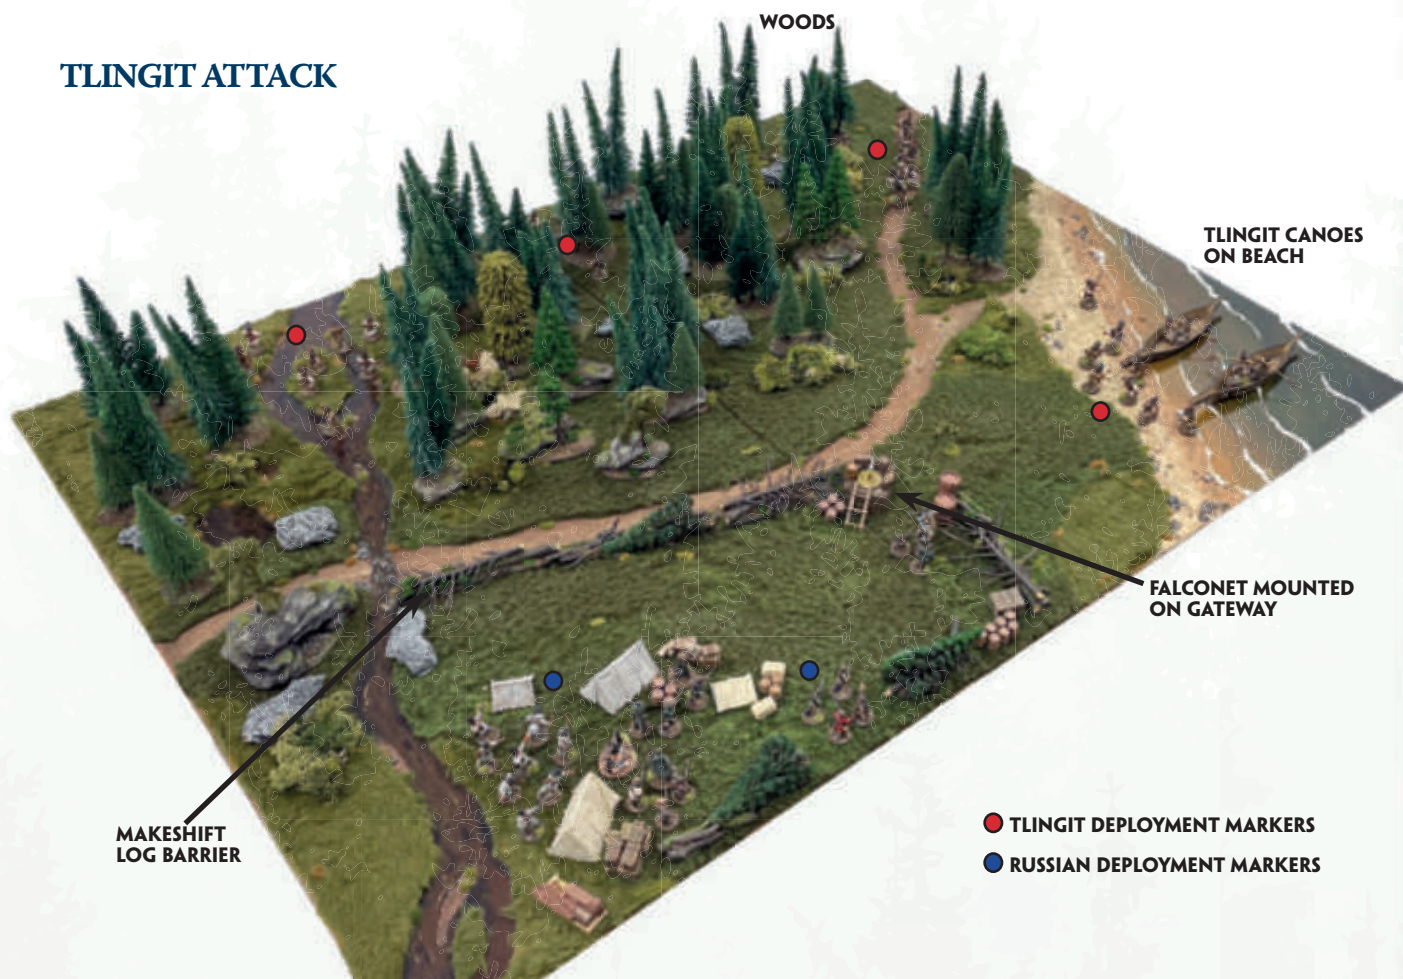 WOODS
TLINGIT ATTACK
TLINGIT CANOES
ON BEACH
FALCONET MOUNTED
ON GATEWAY
MAKESHIFT
LOG BARRIER
TLINGIT DEPLOYMENT MARKERS
RUSSIAN DEPLOYMENT MARKERS